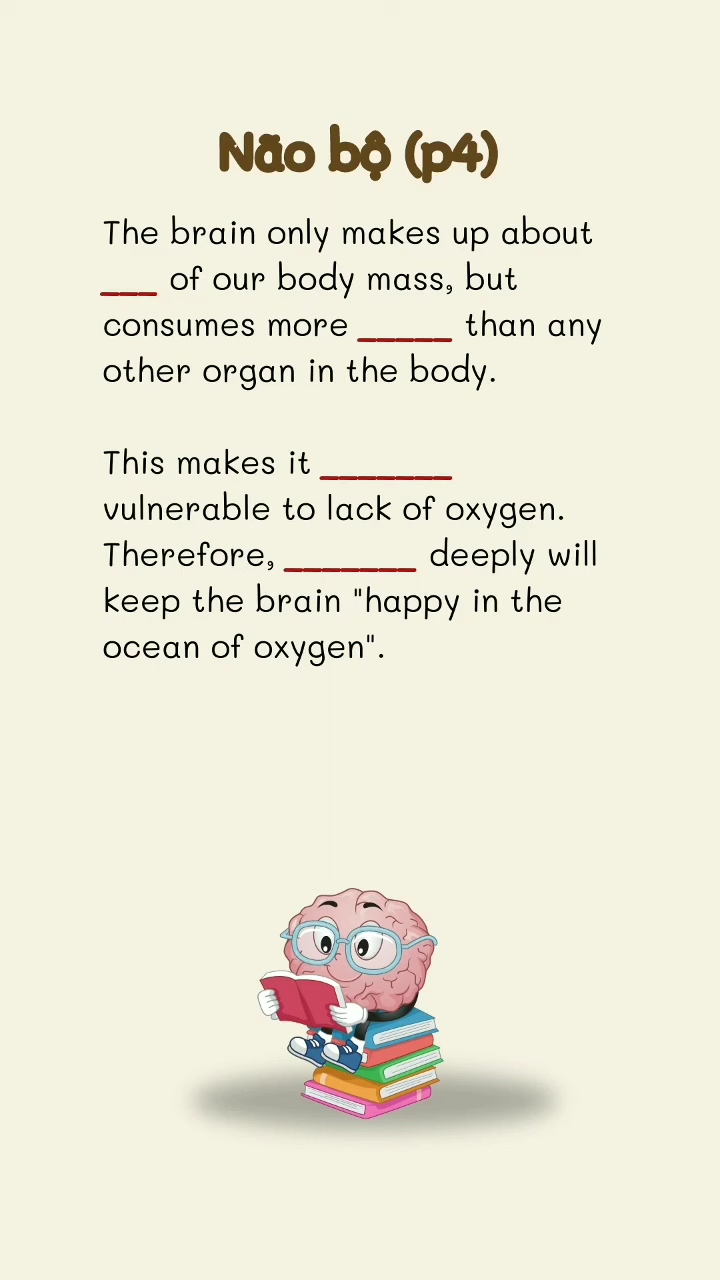 Não bộ (p4)
The brain only makes up about
___ of our body mass, but
consumes more _____ than any
other organ in the body.
This makes it _______
vulnerable to lack of oxygen.
Therefore, _______ deeply will
keep the brain "happy in the
ocean of oxygen".